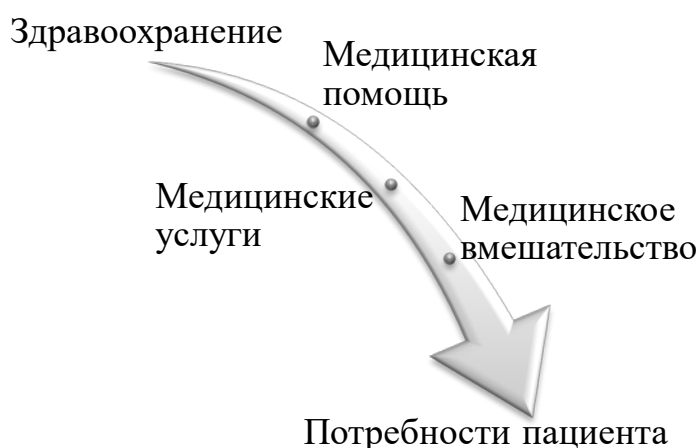 Здравоохранение
Медицинская
помощь
Медицинские
услуги
Медицинское
вмешательство
Потребности пациента